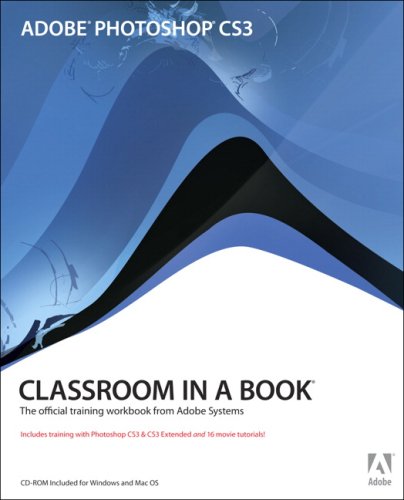 ADOBE® PHOTOSHOP® CS3
CLASSROOM IN A BOOK®
The official training workbook from Adobe Systems
Includes training with Photoshop CS3 & CS3 Extended and 16 movie tutorials!
CD-ROM Included for Windows and Mac OS
Adobe